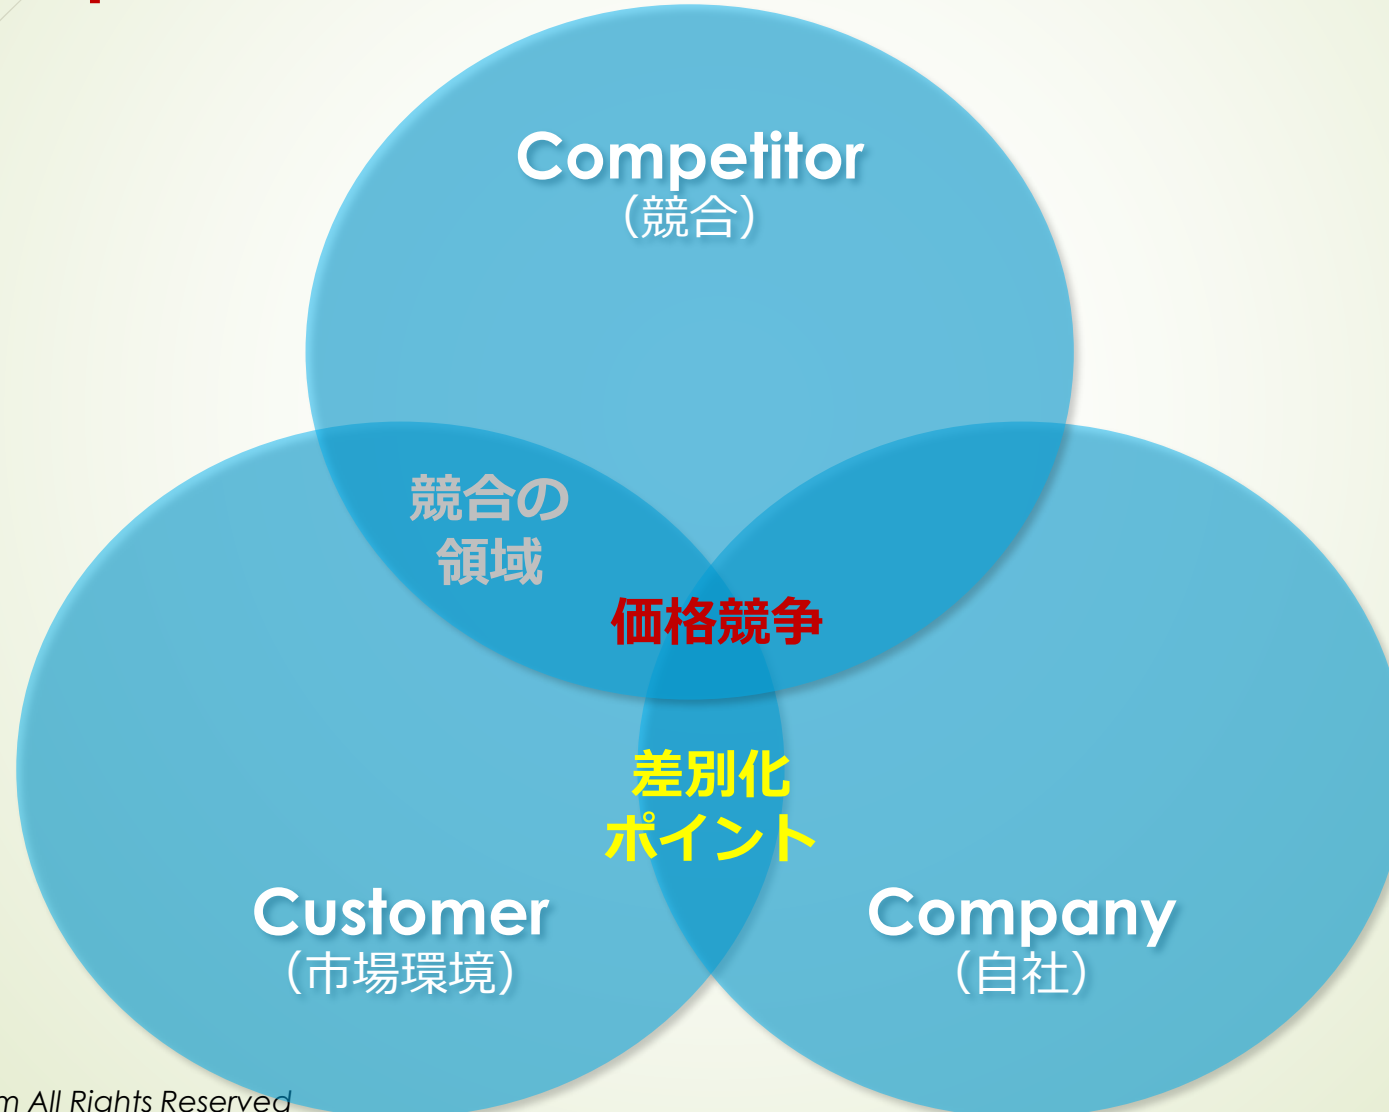 Competitor
（競合）
競合の
領域
価格競争
差別化
ポイント
Customer
（市場環境）
Company
（自社）
All Rights Reserved